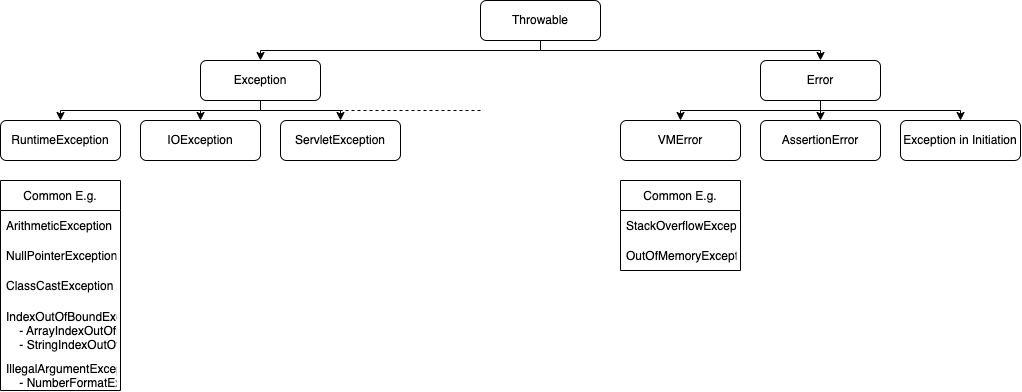 Throwable
Exception
Error
RuntimeException
IOException
ServletException
VMError
AssertionError
Exception in Initiation
Common E.g.
ArithmeticException
NullPointerException
ClassCastException
IndexOutOfBoundEx
- ArrayIndexOutOf
- StringIndexOutO
IllegalArgumentExce
- NumberFormatE
Common E.g.
StackOverflowExcep
OutOfMemoryExcept